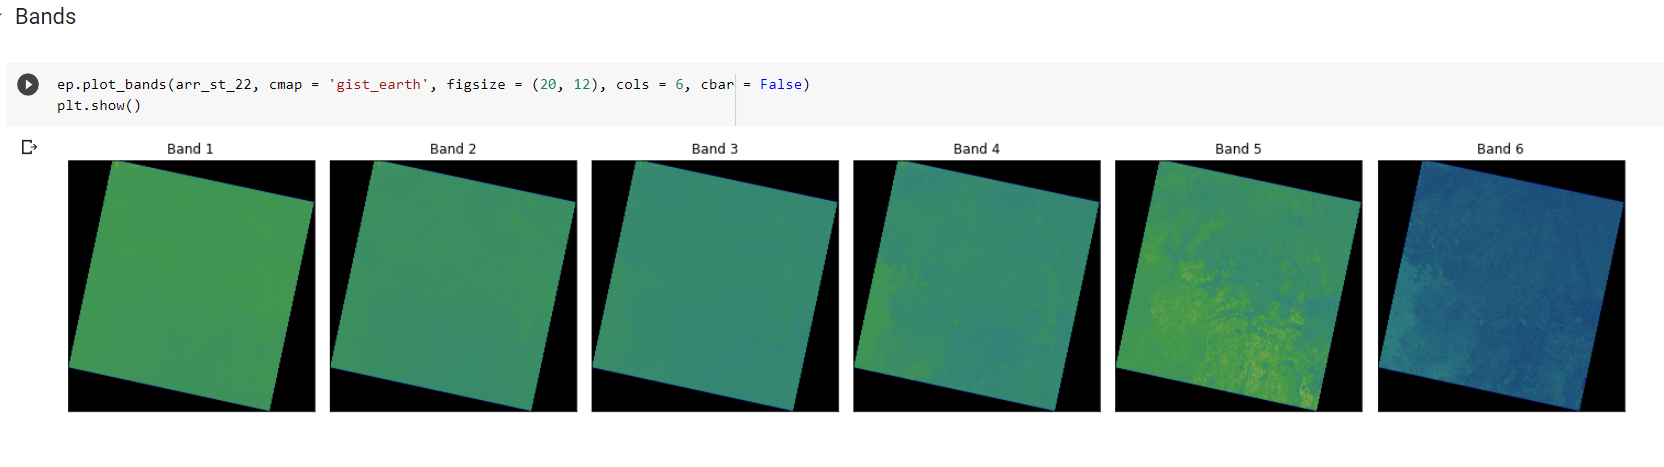 Bands
ep.plot_bands(arr_st_22, cmap = 'gist_earth', figsize = (20, 12), cols = 6, cbar = False)
plt.show()
Band 1
Band 2
Band 3
Band 4
Band 5
Band 6